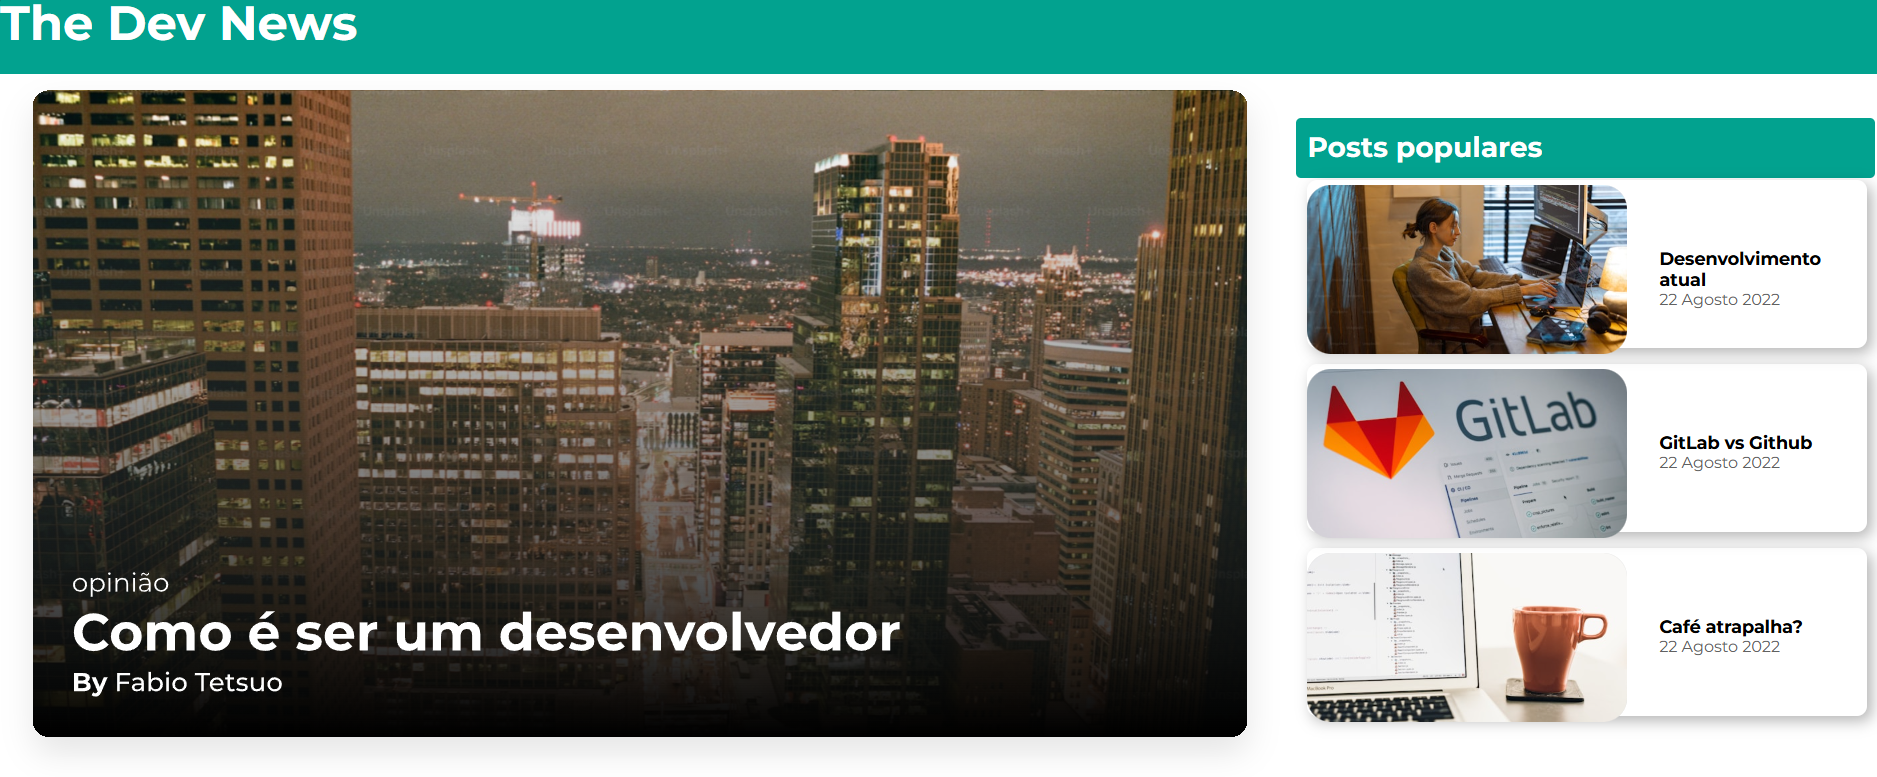 The Dev News
opinião
Como é ser um desenvolvedor
By Fabio Tetsuo
Posts populares
Desenvolvimento
atual
22 Agosto 2022
GitLab
GitLab vs Github
22 Agosto 2022
Café atrapalha?
22 Agosto 2022